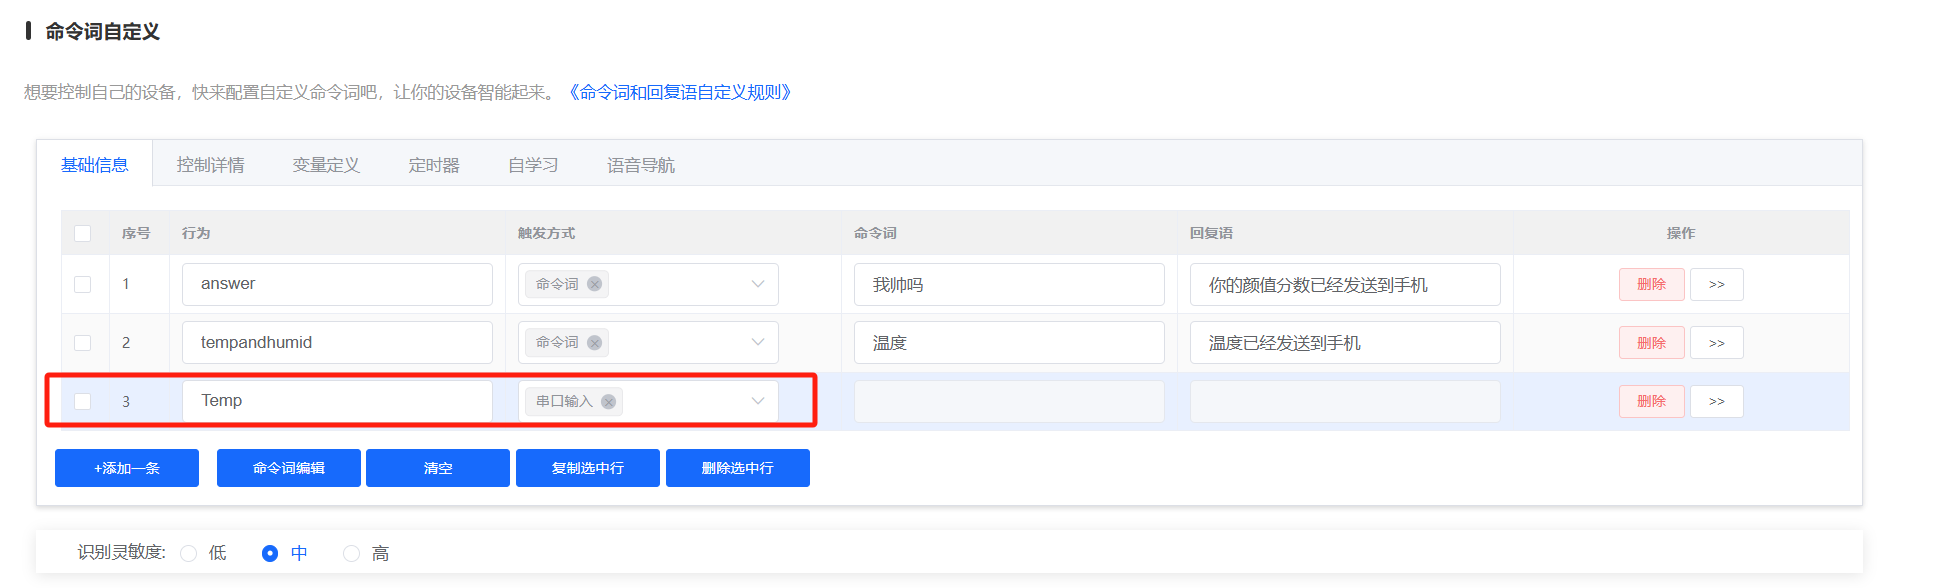 命令词自定义
想要控制自己的设备，快来配置自定义命令词吧，让你的设备智能起来。《命令词和回复语自定义规则》
基础信息 控制详情 变量定义 定时器 自学习 语音导航
序号 行为 触发方式 命令词 回复语 操作
1 answer 命令词 我帅吗 你的颜值分数已经发送到手机 删除 >>
2 tempandhumid 命令词 温度 温度已经发送到手机 删除 >>
3 Temp 串口输入 删除 >>
+添加一条 命令词编辑 清空 复制选中行 删除选中行
识别灵敏度: 低 中 高